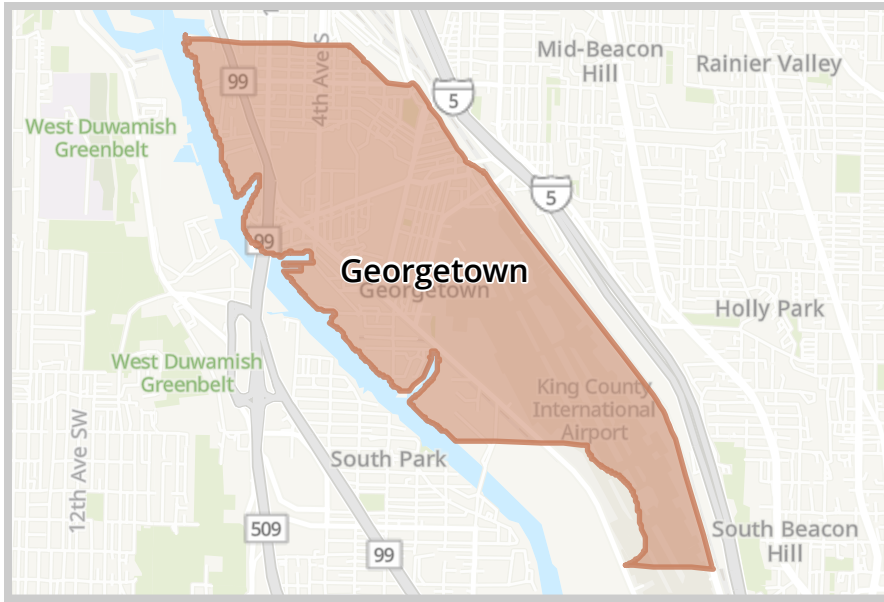 Mid-Beacon
Hill
Rainier Valley
99
4th Ave S
5
West Duwamish
Greenbelt
5
99
Georgetown
Georgetown
Holly Park
West Duwamish
Greenbelt
King County
International
Airport
12th Ave SW
South Park
509
99
South Beacon
Hill